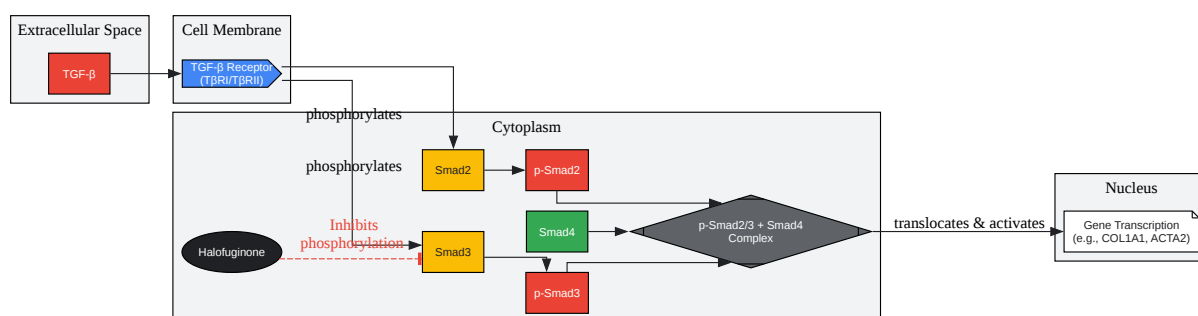 Extracellular Space
TGF-β
Cell Membrane
TGF-β Receptor
(TβRI/TβRII)
phosphorylates
phosphorylates
Cytoplasm
Smad2
p-Smad2
Smad4
p-Smad2/3 + Smad4
Complex
Inhibits
phosphorylation
Halofuginone
Smad3
p-Smad3
translocates & activates
Nucleus
Gene Transcription
(e.g., COL1A1, ACTA2)